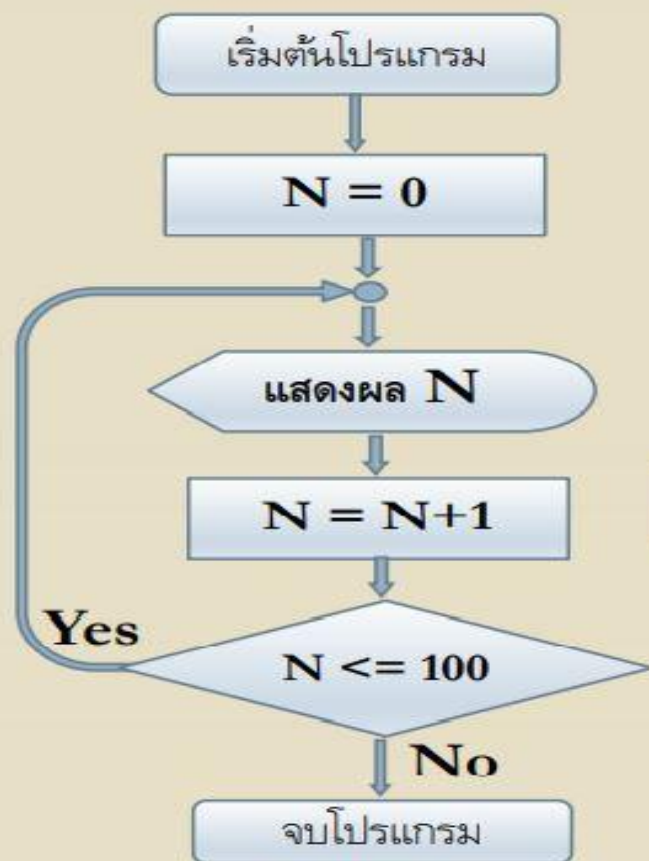 เริ่มต้นโปรแกรม
N = 0
แสดงผล N
N = N+1
Yes
N <= 100
No
จบโปรแกรม